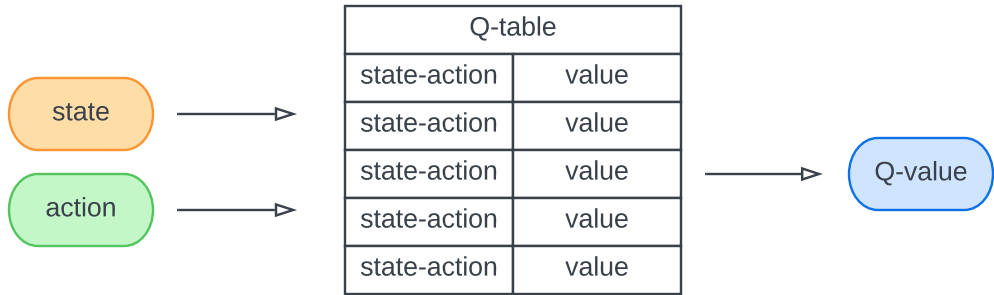 Q-table
state-action value
state-action value
state-action value
state-action value
state-action value
state
action
Q-value